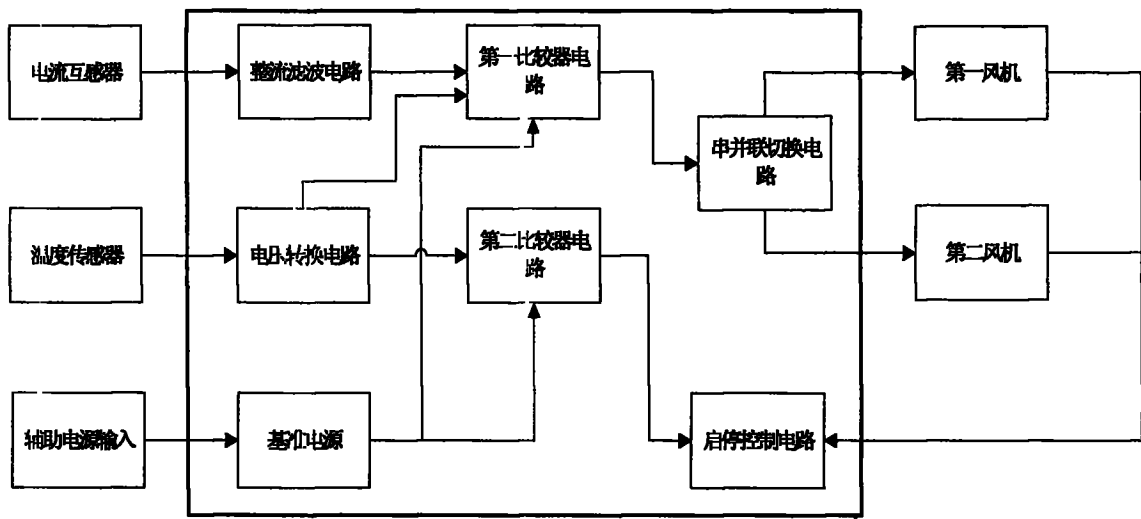 电流互感器
整流滤波电路
第一比较器电
路
第一风机
串并联切换电
路
温度传感器
电压转换电路
第二比较器电
路
第二风机
辅助电源输入
基准电源
启停控制电路